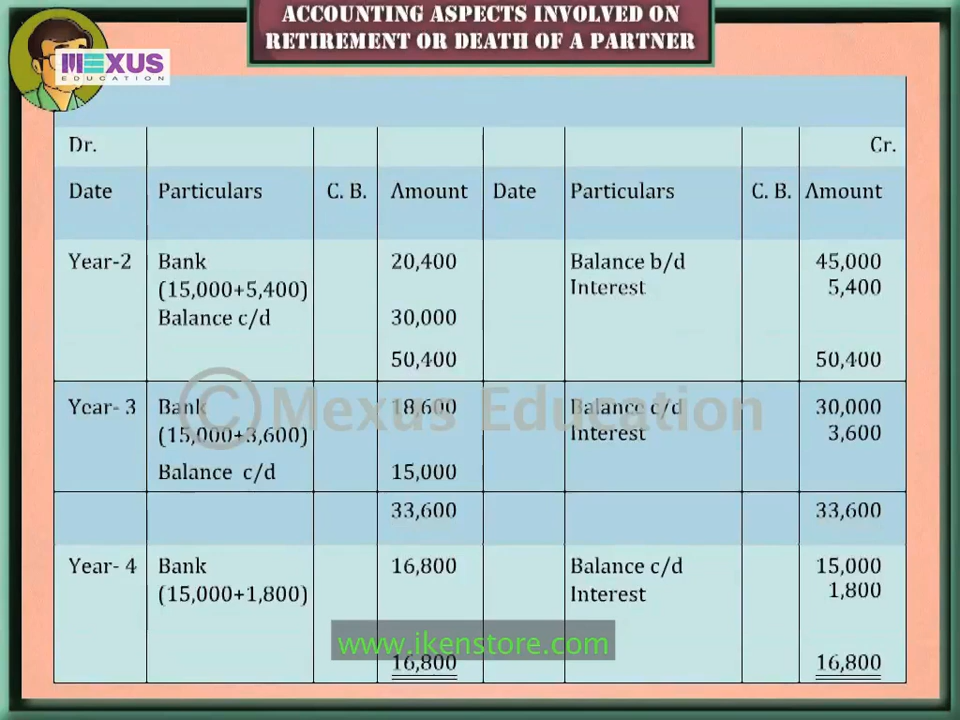 ACCOUNTING ASPECTS INVOLVED ON
RETIREMENT OR DEATH OF A PARTNER
MEXUS
EDUCATION
Dr. Cr.
Date Particulars C. B. Amount Date Particulars C. B. Amount
Year-2 Bank 20,400 Balance b/d 45,000
(15,000+5,400) Interest 5,400
Balance c/d 30,000
50,400 50,400
© Mexus Education
Year- 3 Bank 18,600 Balance c/d 30,000
(15,000+3,600) Interest 3,600
Balance c/d 15,000
33,600 33,600
Year- 4 Bank 16,800 Balance c/d 15,000
(15,000+1,800) Interest 1,800
www.ikenstore.com
16,800 16,800